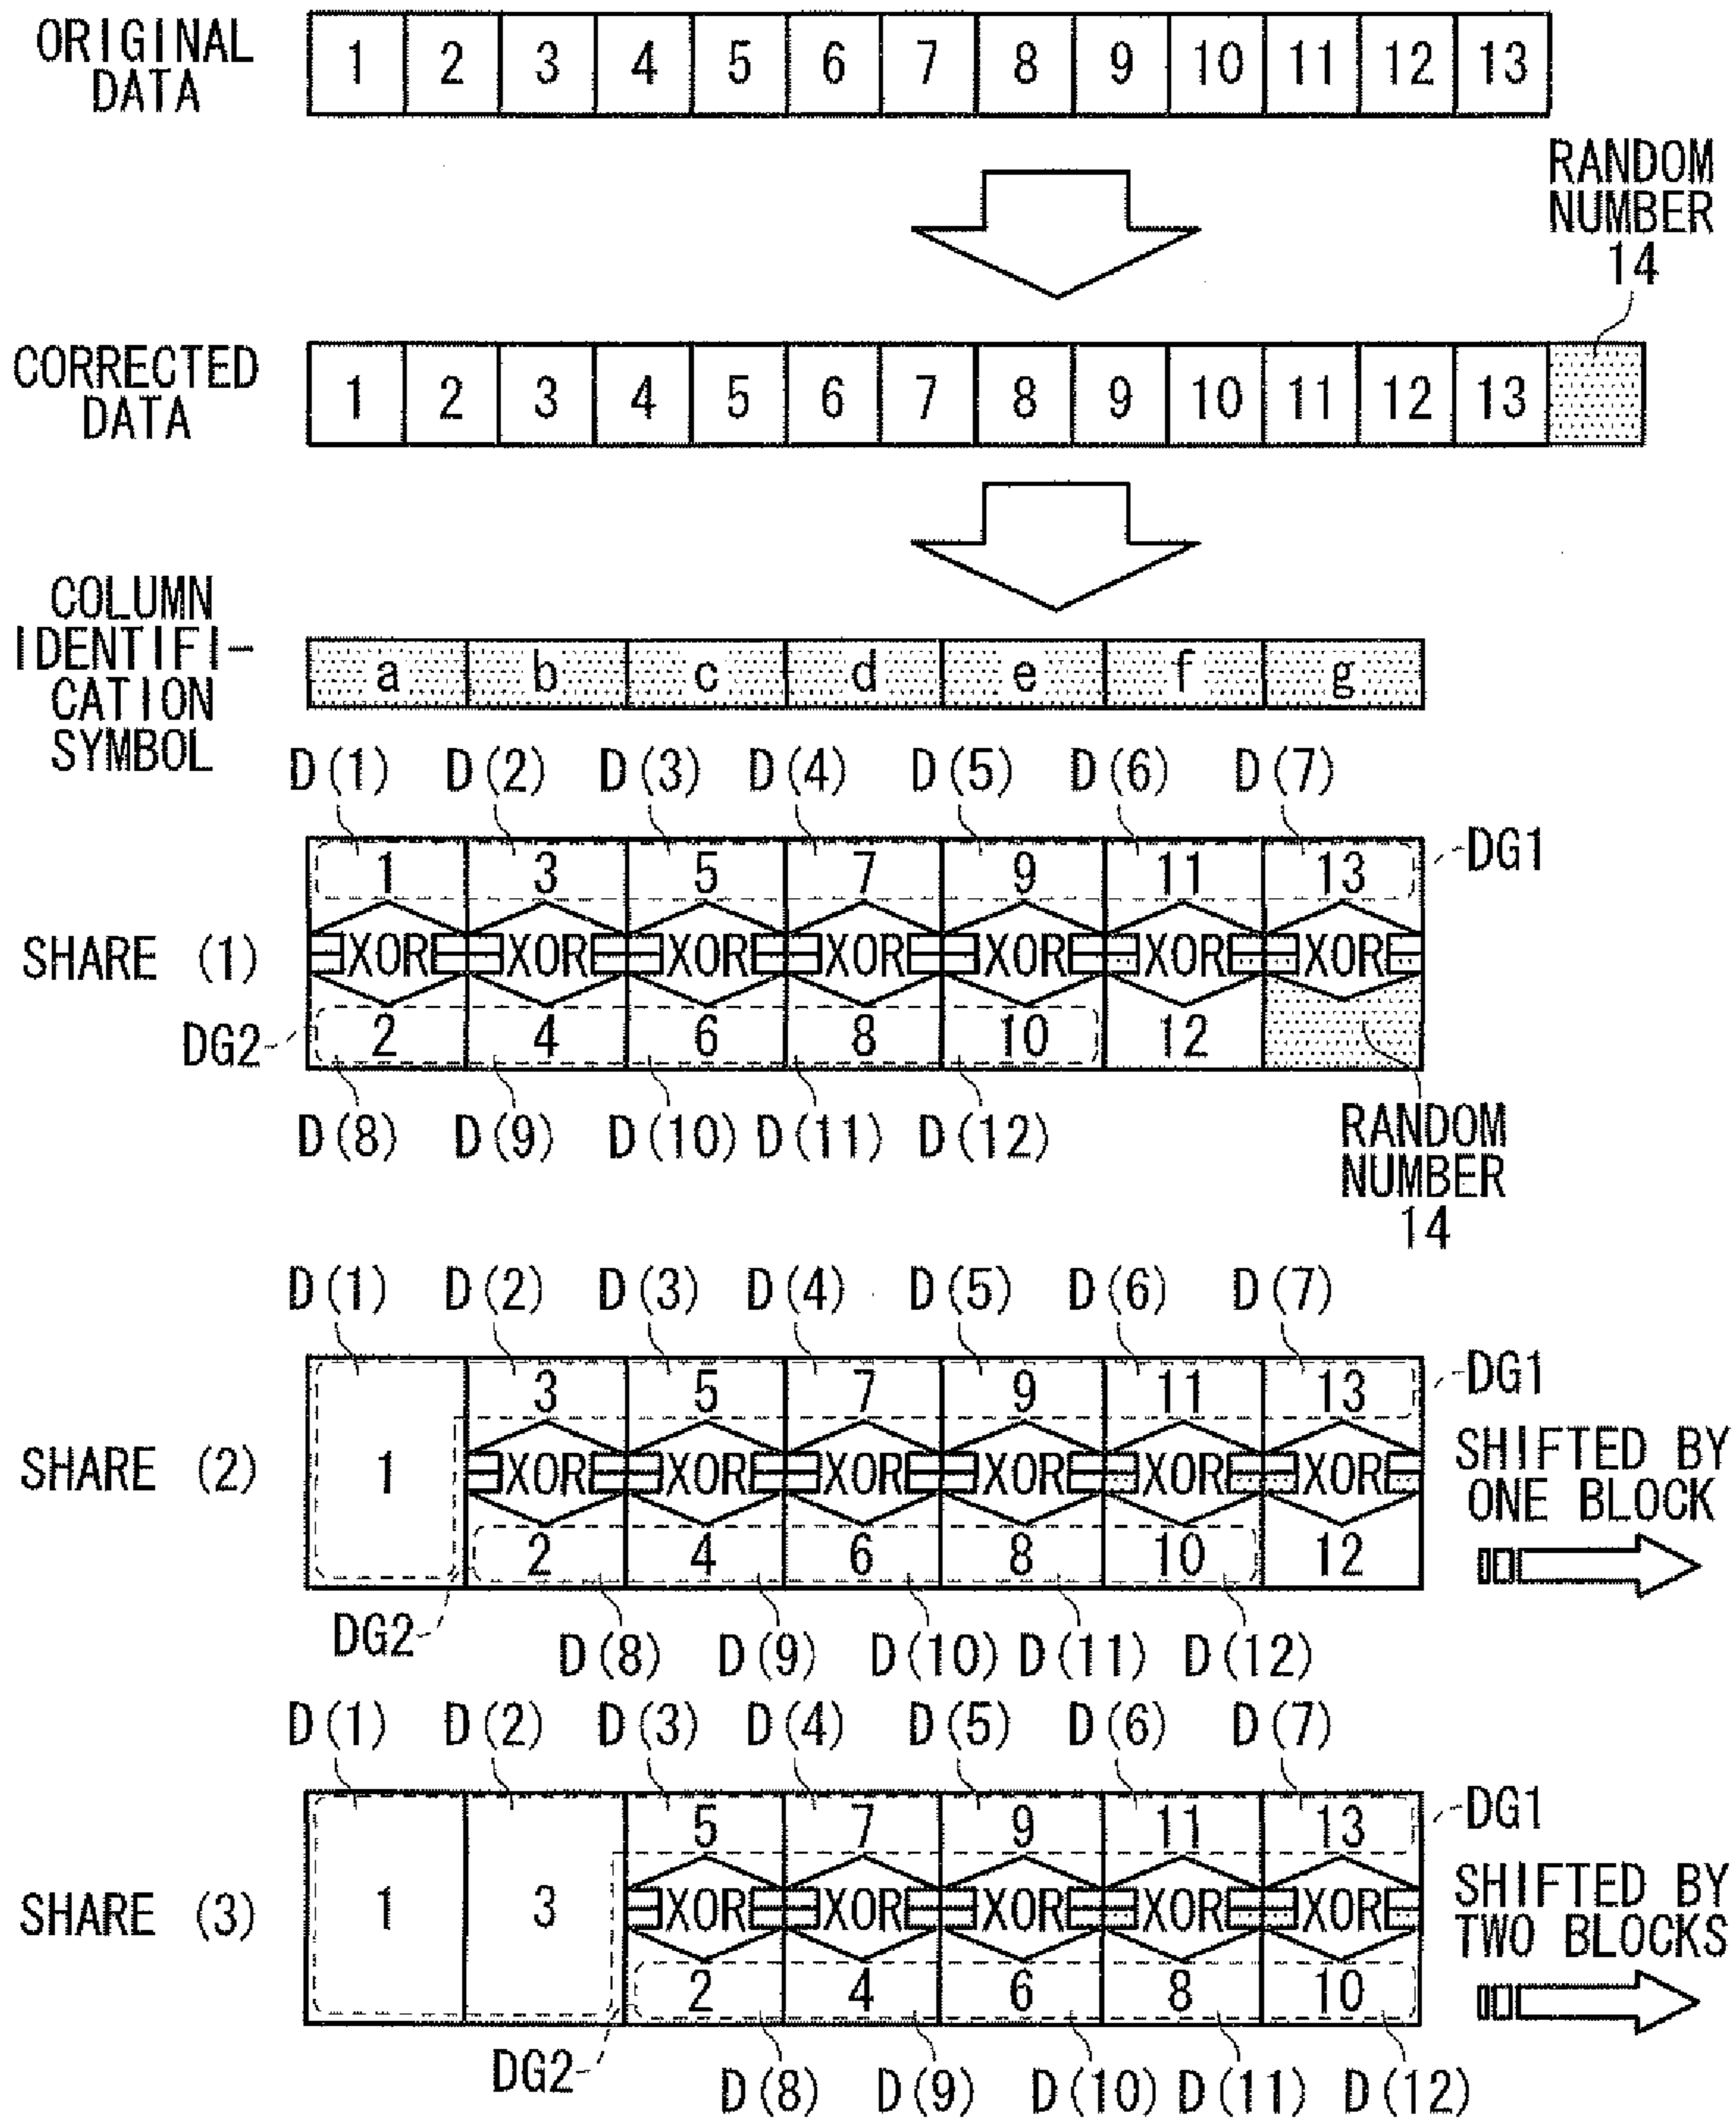 ORIGINAL
DATA
1 2 3 4 5 6 7 8 9 10 11 12 13
RANDOM
NUMBER
14
CORRECTED
DATA
1 2 3 4 5 6 7 8 9 10 11 12 13
COLUMN
IDENTIFI-
CATION
SYMBOL
a b c d e f g
D(1) D(2) D(3) D(4) D(5) D(6) D(7)
1 3 5 7 9 11 13
DG1
SHARE (1)
XOR XOR XOR XOR XOR XOR XOR
DG2
2 4 6 8 10 12
D(8) D(9) D(10) D(11) D(12)
RANDOM
NUMBER
14
D(1) D(2) D(3) D(4) D(5) D(6) D(7)
3 5 7 9 11 13
DG1
SHARE (2)
1 XOR XOR XOR XOR XOR XOR
SHIFTED BY
ONE BLOCK
2 4 6 8 10 12
DG2
D(8) D(9) D(10) D(11) D(12)
D(1) D(2) D(3) D(4) D(5) D(6) D(7)
5 7 9 11 13
DG1
SHARE (3)
1 3 XOR XOR XOR XOR XOR
SHIFTED BY
TWO BLOCKS
2 4 6 8 10
DG2
D(8) D(9) D(10) D(11) D(12)